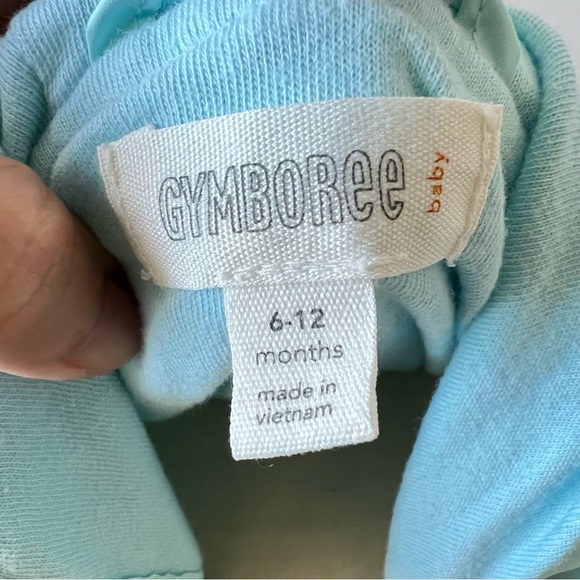 GYMBOREE
baby
6-12
months
made in
vietnam